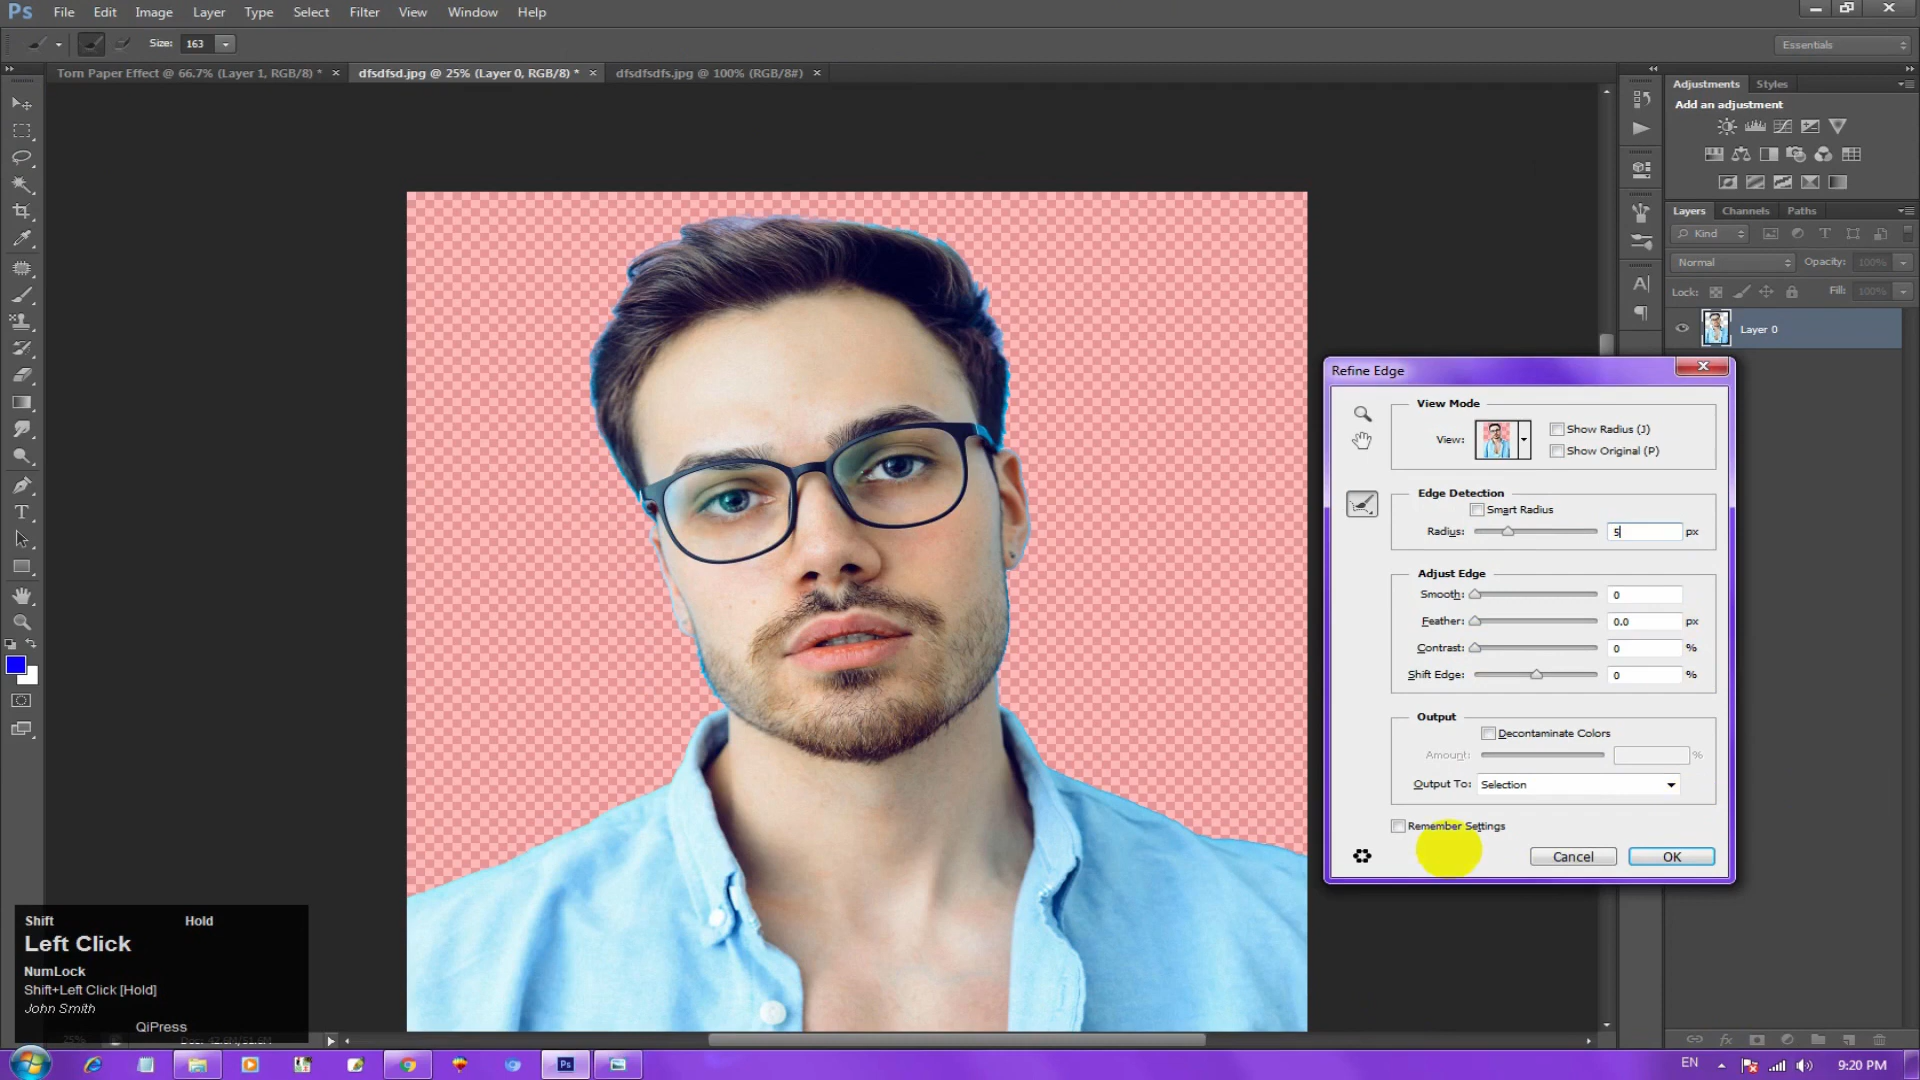 Ps File Edit Image Layer Type Select Filter View Window Help
Size: 163 Essentials
Torn Paper Effect @ 66.7% (Layer 1, RGB/8) * × dfsdfsd.jpg @ 25% (Layer 0, RGB/8) * × dfsdfsdfs.jpg @ 100% (RGB/8#) ×
Adjustments Styles
Add an adjustment
Layers Channels Paths
Kind
Normal Opacity: 100%
Lock: Fill: 100%
Layer 0
Refine Edge
View Mode
View: Show Radius (J)
Show Original (P)
Edge Detection
Smart Radius
Radius: 5 px
Adjust Edge
Smooth: 0
Feather: 0.0 px
Contrast: 0 %
Shift Edge: 0 %
Output
Decontaminate Colors
Amount: %
Output To: Selection
Remember Settings
Cancel OK
Shift Hold
Left Click
NumLock
Shift+Left Click [Hold]
John Smith
QiPress
EN 9:20 PM